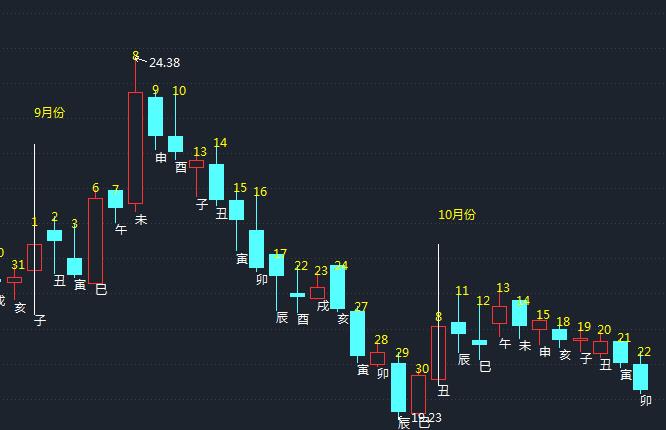 8
24.38
9
10
9月份
13
14
申
酉
6
7
15
16
子
丑
1
2
3
未
午
10月份
17
寅
22
23
24
31
丑
寅
巳
卯
亥
子
辰
酉
戌
亥
27
8
11
12
13
14
15
18
19
20
21
22
28
29
30
寅
卯
丑
辰
巳
午
未
申
亥
子
丑
寅
卯
辰
巳
19.23